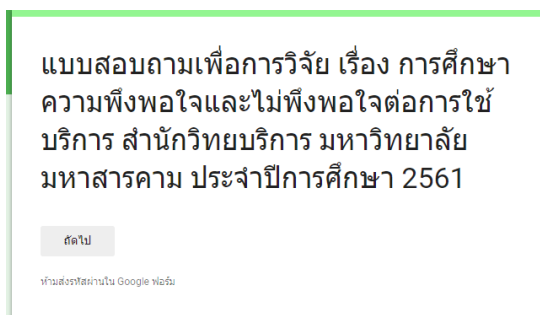 แบบสอบถามเพื่อการวิจัย เรื่อง การศึกษา
ความพึงพอใจและไม่พึงพอใจต่อการใช้
บริการ สำนักวิทยบริการ มหาวิทยาลัย
มหาสารคาม ประจำปีการศึกษา 2561
ถัดไป
ห้ามส่งรหัสผ่านใน Google ฟอร์ม